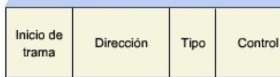 Inicio de
trama
Dirección
Tipo
Control